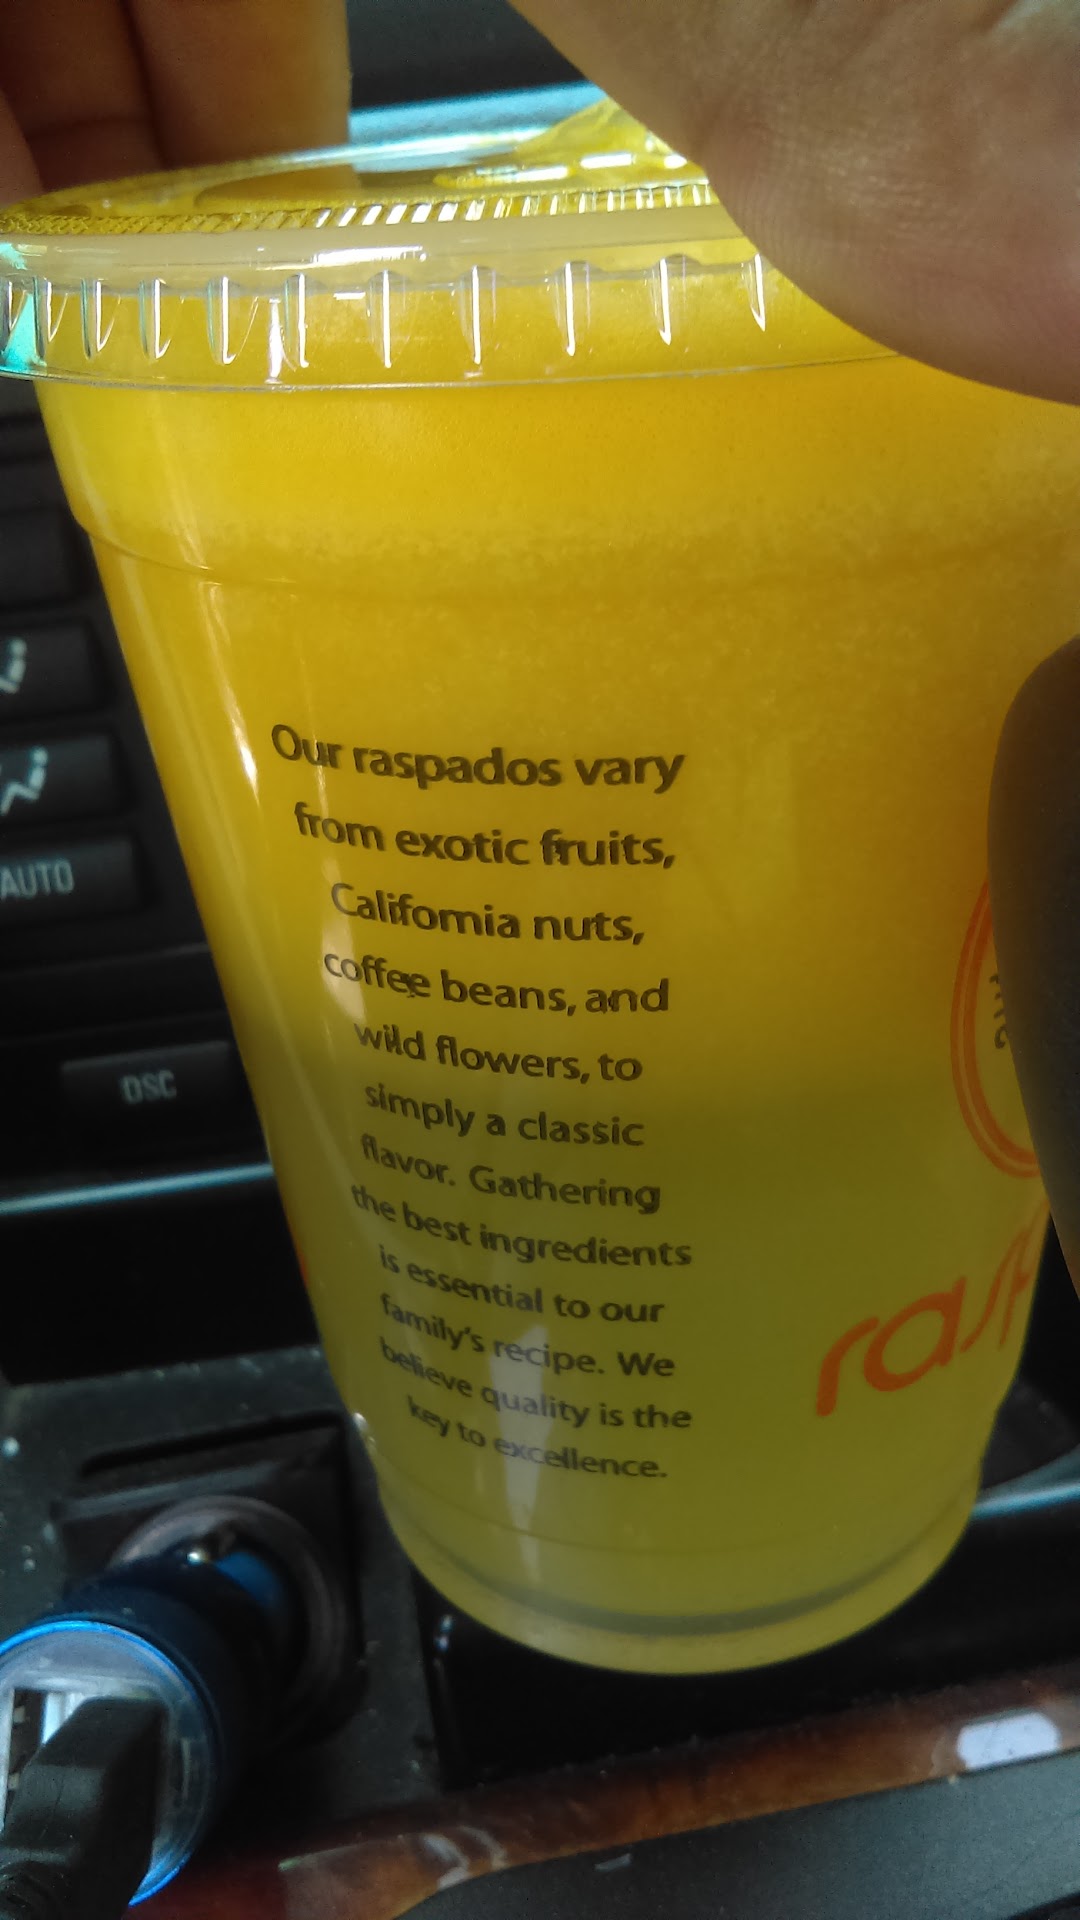 Our raspados vary
from exotic fruits,
California nuts,
coffee beans, and
wild flowers, to
simply a classic
flavor. Gathering
the best ingredients
is essential to our
family's recipe. We
believe quality is the
key to excellence.
rasp
AUTO
DSC